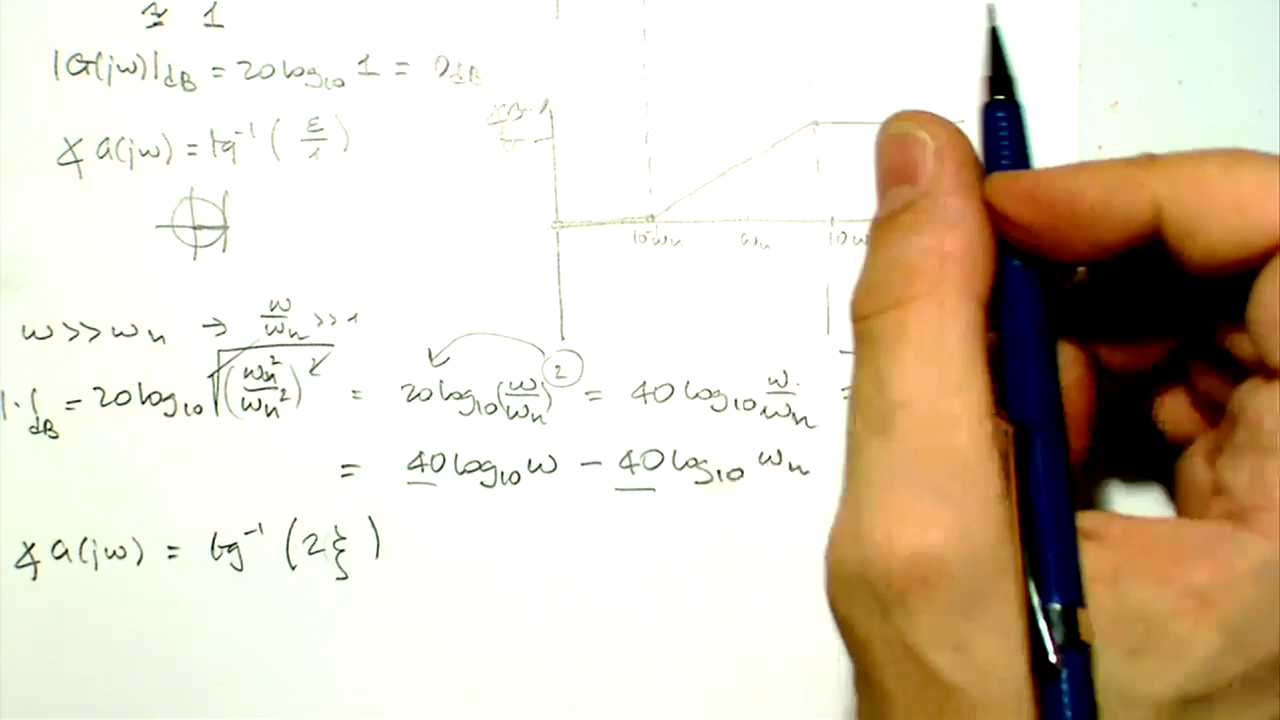 ≈ 1
|G(jω)|dB = 20 log₁₀ 1 = 0dB
∡ G(jω) = tg⁻¹ ( ε/1 )
10⁻¹ωn ωn 10 ω
ω >> ωn → ω/ωn >> 1
|·|dB = 20 log₁₀ √(ωn²/ωn²)² = 20 log₁₀ (ω/ωn)² = 40 log₁₀ ω/ωn =
= 40 log₁₀ ω − 40 log₁₀ ωn
∡ G(jω) = tg⁻¹ (2ξ )